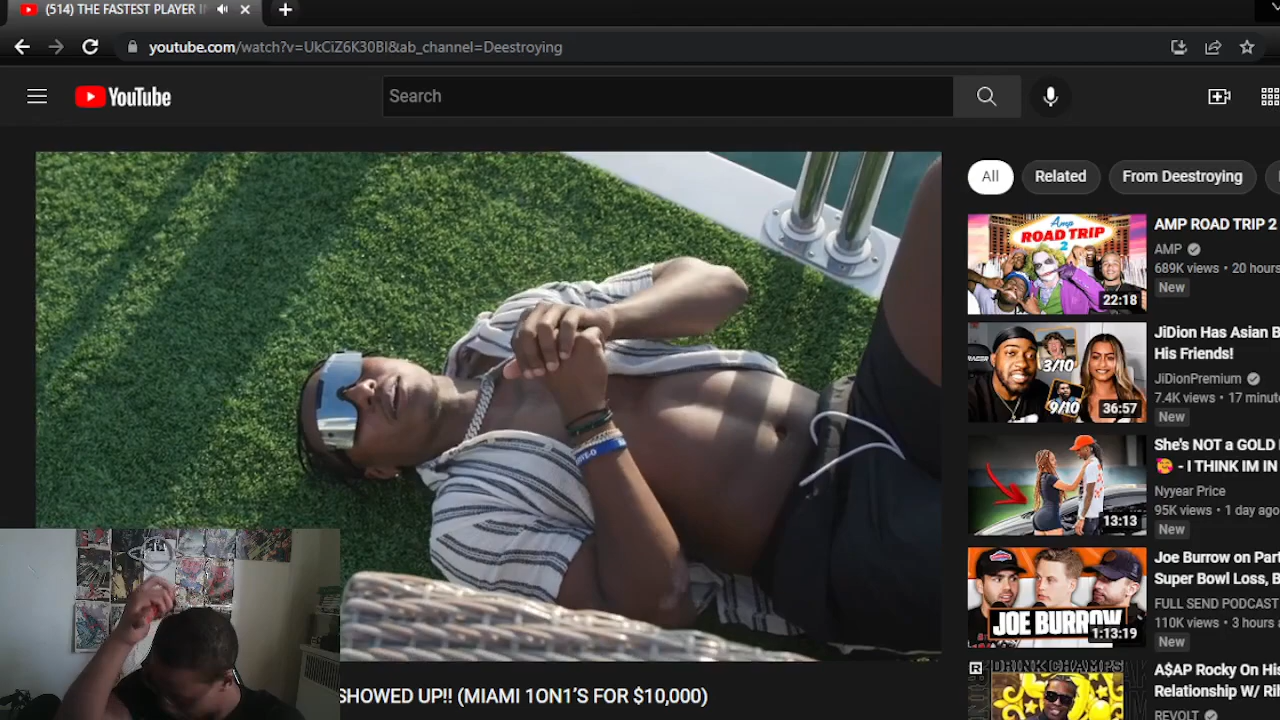 (514) THE FASTEST PLAYER I
youtube.com/watch?v=UkCiZ6K30BI&ab_channel=Deestroying
YouTube
Search
All
Related
From Deestroying
Amp
ROAD TRIP
2
22:18
AMP ROAD TRIP 2
AMP
689K views • 20 hours
New
3/10
9/10
36:57
JiDion Has Asian B
His Friends!
JiDionPremium
7.4K views • 17 minut
New
13:13
She's NOT a GOLD
🥰 - I THINK IM IN
Nyyear Price
95K views • 1 day ago
New
JOE BURROW
1:13:19
Joe Burrow on Par
Super Bowl Loss, B
FULL SEND PODCAST
110K views • 3 hours
New
SHOWED UP!! (MIAMI 1ON1'S FOR $10,000)
DRINK CHAMPS
A$AP Rocky On His
Relationship W/ Ri
REVOLT